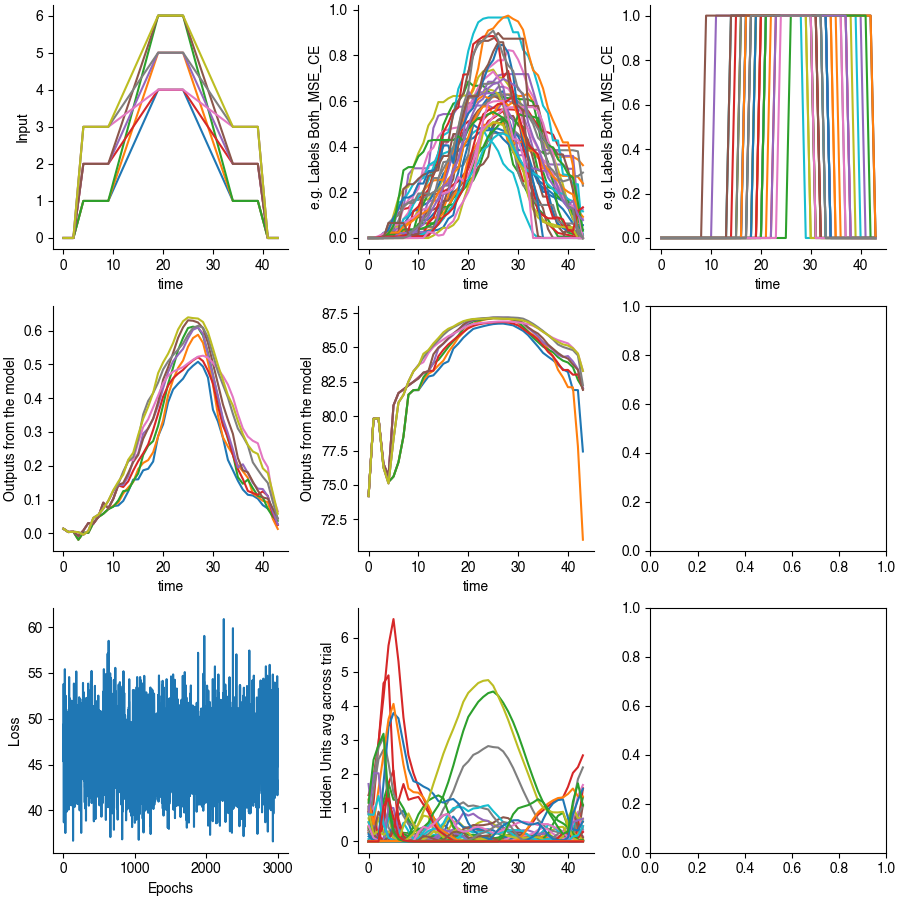 Input
6
5
4
3
2
1
0
0 10 20 30 40
time
e.g. Labels Both_MSE_CE
1.0
0.8
0.6
0.4
0.2
0.0
0 10 20 30 40
time
e.g. Labels Both_MSE_CE
1.0
0.8
0.6
0.4
0.2
0.0
0 10 20 30 40
time
Outputs from the model
0.6
0.5
0.4
0.3
0.2
0.1
0.0
0 10 20 30 40
time
Outputs from the model
87.5
85.0
82.5
80.0
77.5
75.0
72.5
0 10 20 30 40
time
1.0
0.8
0.6
0.4
0.2
0.0
0.0 0.2 0.4 0.6 0.8 1.0
Loss
60
55
50
45
40
0 1000 2000 3000
Epochs
Hidden Units avg across trial
6
5
4
3
2
1
0
0 10 20 30 40
time
1.0
0.8
0.6
0.4
0.2
0.0
0.0 0.2 0.4 0.6 0.8 1.0